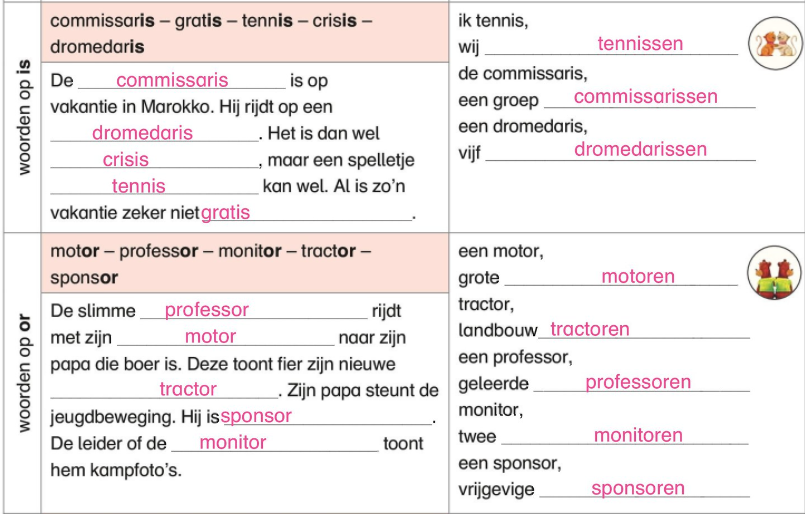 woorden op is
commissaris – gratis – tennis – crisis –
dromedaris
De commissaris is op
vakantie in Marokko. Hij rijdt op een
dromedaris. Het is dan wel
crisis, maar een spelletje
tennis kan wel. Al is zo'n
vakantie zeker niet gratis.
ik tennis,
wij tennissen
de commissaris,
een groep commissarissen
een dromedaris,
vijf dromedarissen
woorden op or
motor – professor – monitor – tractor –
sponsor
De slimme professor rijdt
met zijn motor naar zijn
papa die boer is. Deze toont fier zijn nieuwe
tractor. Zijn papa steunt de
jeugdbeweging. Hij is sponsor.
De leider of de monitor toont
hem kampfoto's.
een motor,
grote motoren
tractor,
landbouw tractoren
een professor,
geleerde professoren
monitor,
twee monitoren
een sponsor,
vrijgevige sponsoren